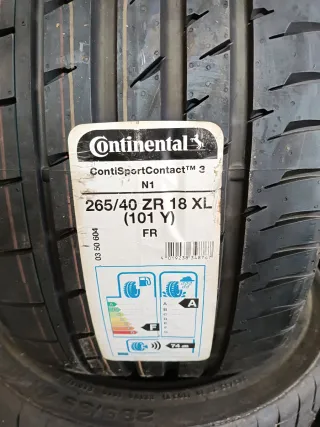 Continental
ContiSportContact™ 3
N1
265/40 ZR 18 XL
(101 Y)
FR
03 50 604
A
F
74 dB